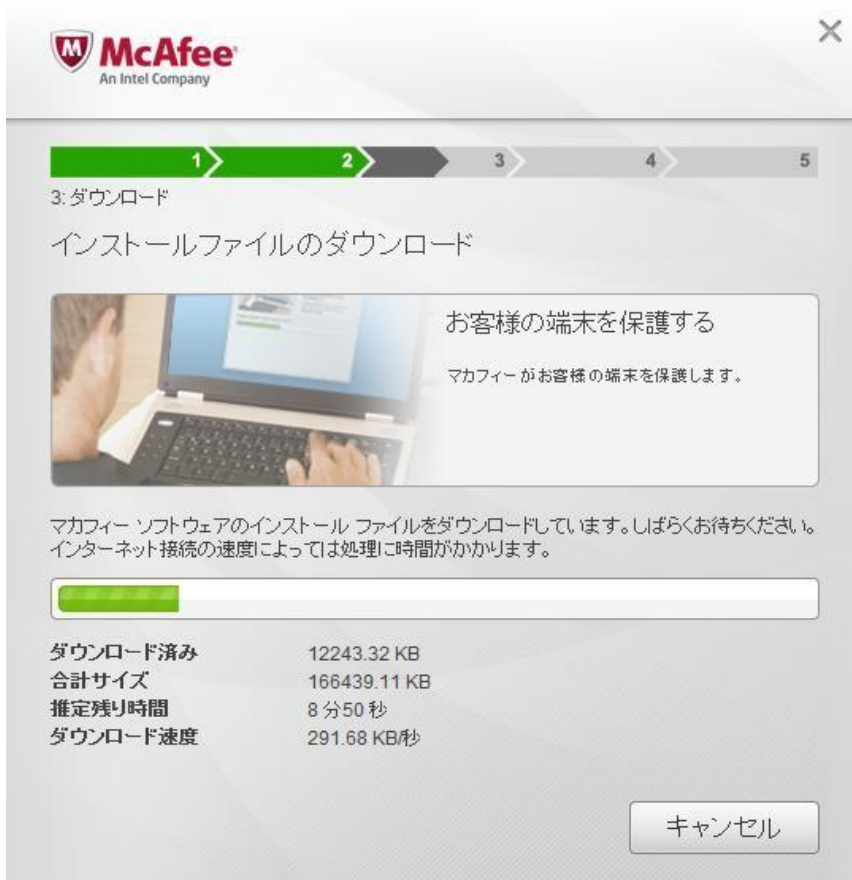 McAfee
An Intel Company
1
2
3
4
5
3: ダウンロード
インストールファイルのダウンロード
お客様の端末を保護する
マカフィーがお客様の端末を保護します。
マカフィー ソフトウェアのインストール ファイルをダウンロードしています。しばらくお待ちください。
インターネット接続の速度によっては処理に時間がかかります。
ダウンロード済み 12243.32 KB
合計サイズ 166439.11 KB
推定残り時間 8 分50 秒
ダウンロード速度 291.68 KB/秒
キャンセル